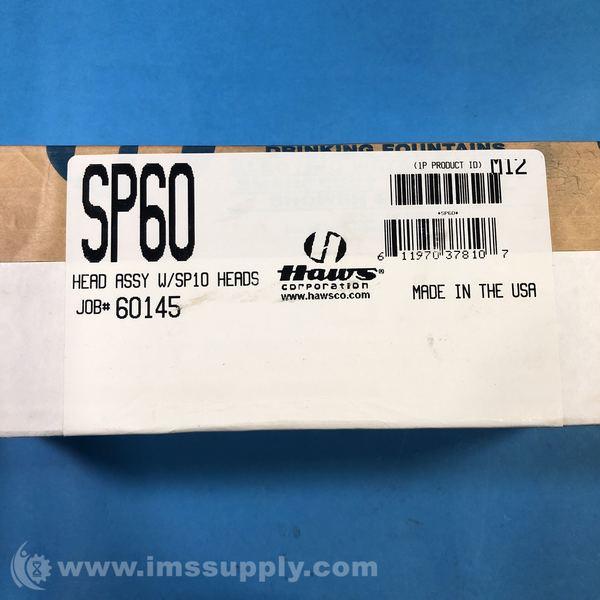 DRINKING FOUNTAINS
SP60
(1P PRODUCT ID) M12
*SP60*
6 11970 37810 7
HEAD ASSY W/SP10 HEADS
JOB# 60145
Haws®
corporation
www.hawsco.com
MADE IN THE USA
www.imssupply.com